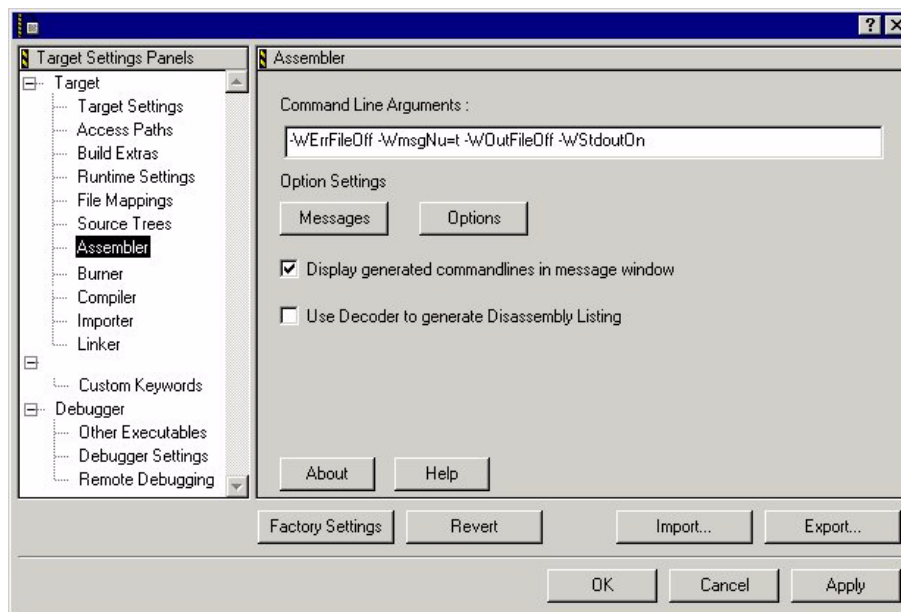 Target Settings Panels
Target
Target Settings
Access Paths
Build Extras
Runtime Settings
File Mappings
Source Trees
Assembler
Burner
Compiler
Importer
Linker
Custom Keywords
Debugger
Other Executables
Debugger Settings
Remote Debugging
Assembler
Command Line Arguments :
-WErrFileOff -WmsgNu=t -WOutFileOff -WStdoutOn
Option Settings
Messages Options
Display generated commandlines in message window
Use Decoder to generate Disassembly Listing
About Help
Factory Settings Revert Import... Export...
OK Cancel Apply